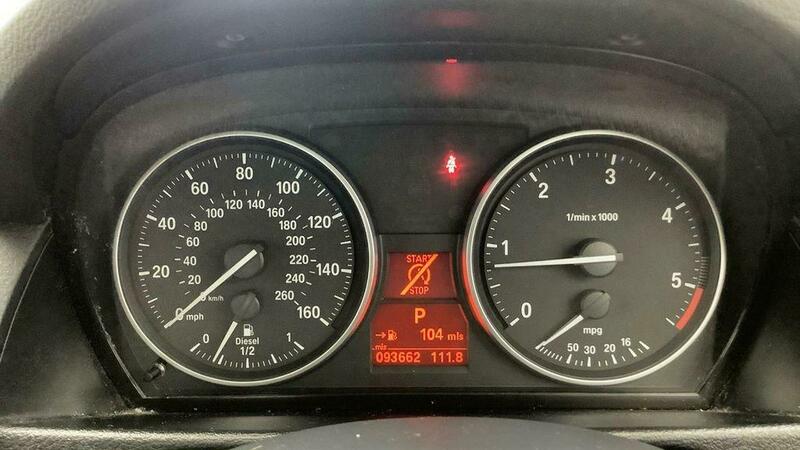 20
40
60
80
100
120
140
160
0 mph
20
40
60
80
100
120
140
160
180
200
220
240
260
0 km/h
0
1/2
1
Diesel
START
STOP
P
104 mls
mls
093662 111.8
0
1
2
3
4
5
1/min x 1000
50 30 20 16
mpg